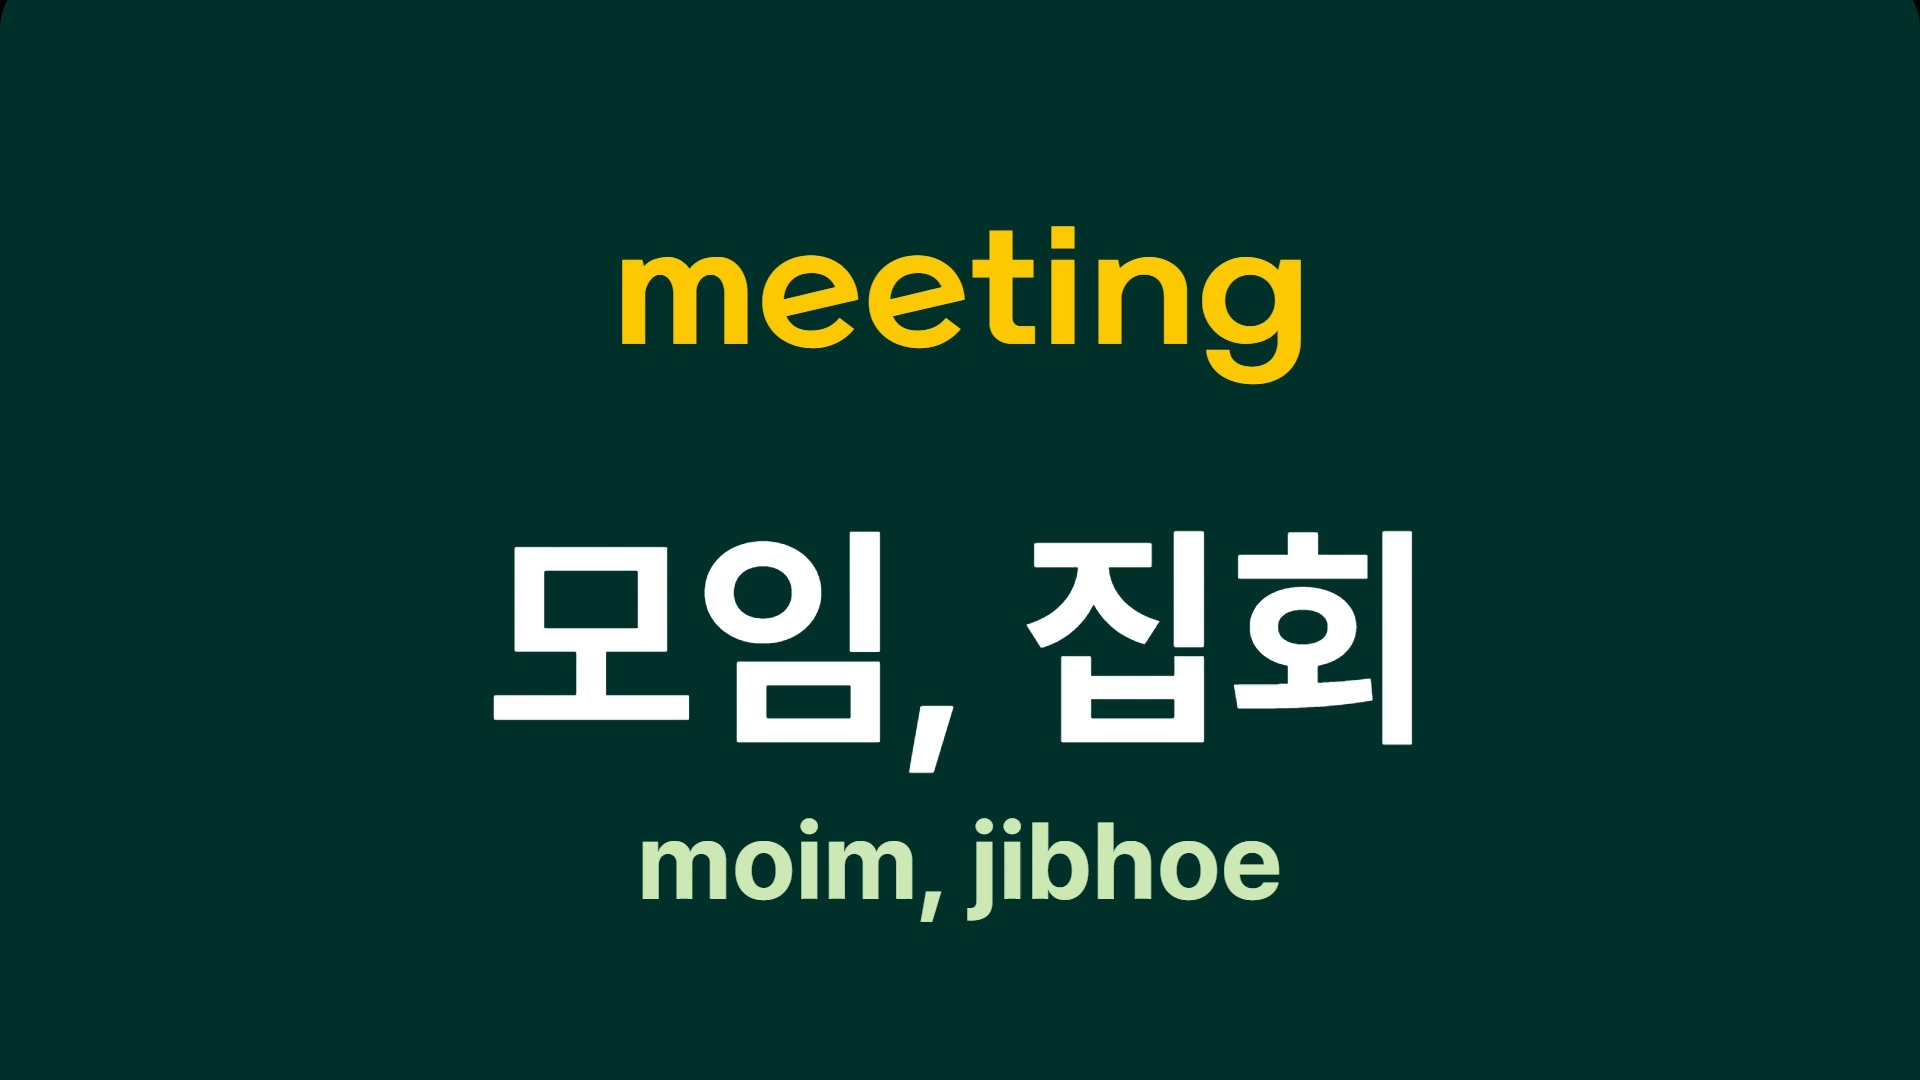 meeting
모임, 집회
moim, jibhoe